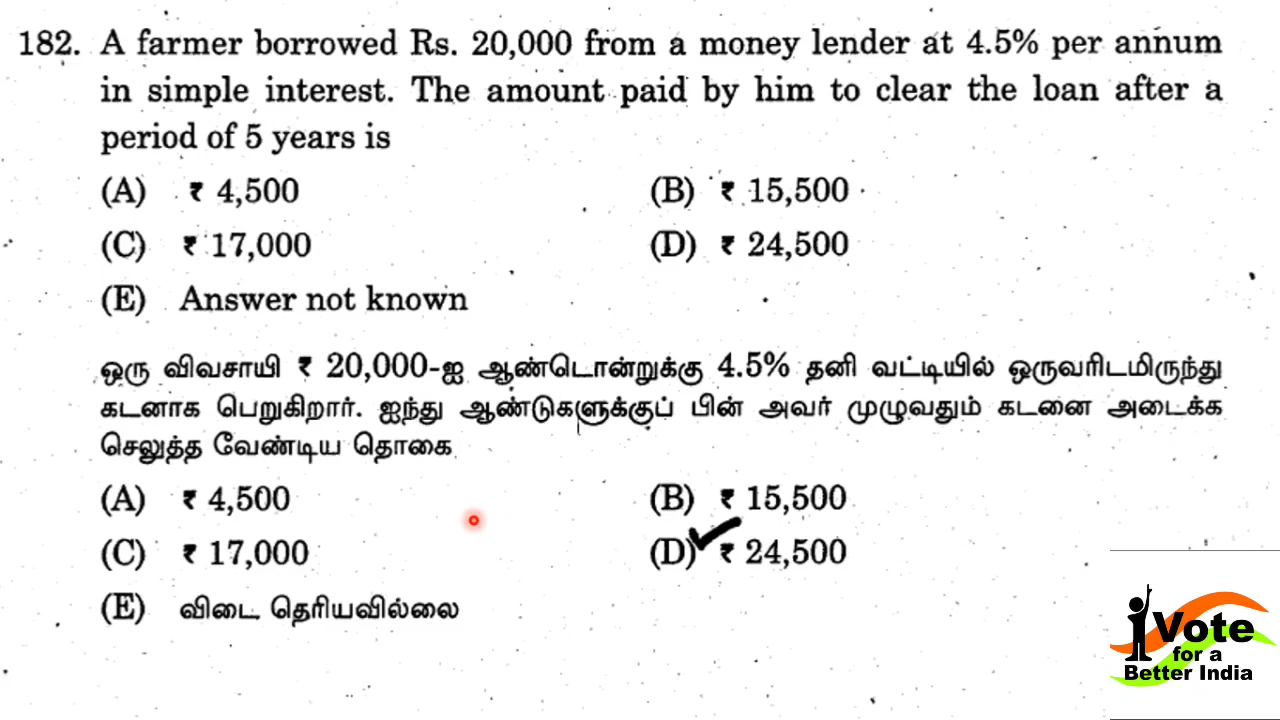 182. A farmer borrowed Rs. 20,000 from a money lender at 4.5% per annum
in simple interest. The amount paid by him to clear the loan after a
period of 5 years is
(A) ₹ 4,500 (B) ₹ 15,500
(C) ₹ 17,000 (D) ₹ 24,500
(E) Answer not known
ஒரு விவசாயி ₹ 20,000-ஐ ஆண்டொன்றுக்கு 4.5% தனி வட்டியில் ஒருவரிடமிருந்து
கடனாக பெறுகிறார். ஐந்து ஆண்டுகளுக்குப் பின் அவர் முழுவதும் கடனை அடைக்க
செலுத்த வேண்டிய தொகை
(A) ₹ 4,500 (B) ₹ 15,500
(C) ₹ 17,000 (D) ₹ 24,500
(E) விடை தெரியவில்லை
Vote
for a
Better India